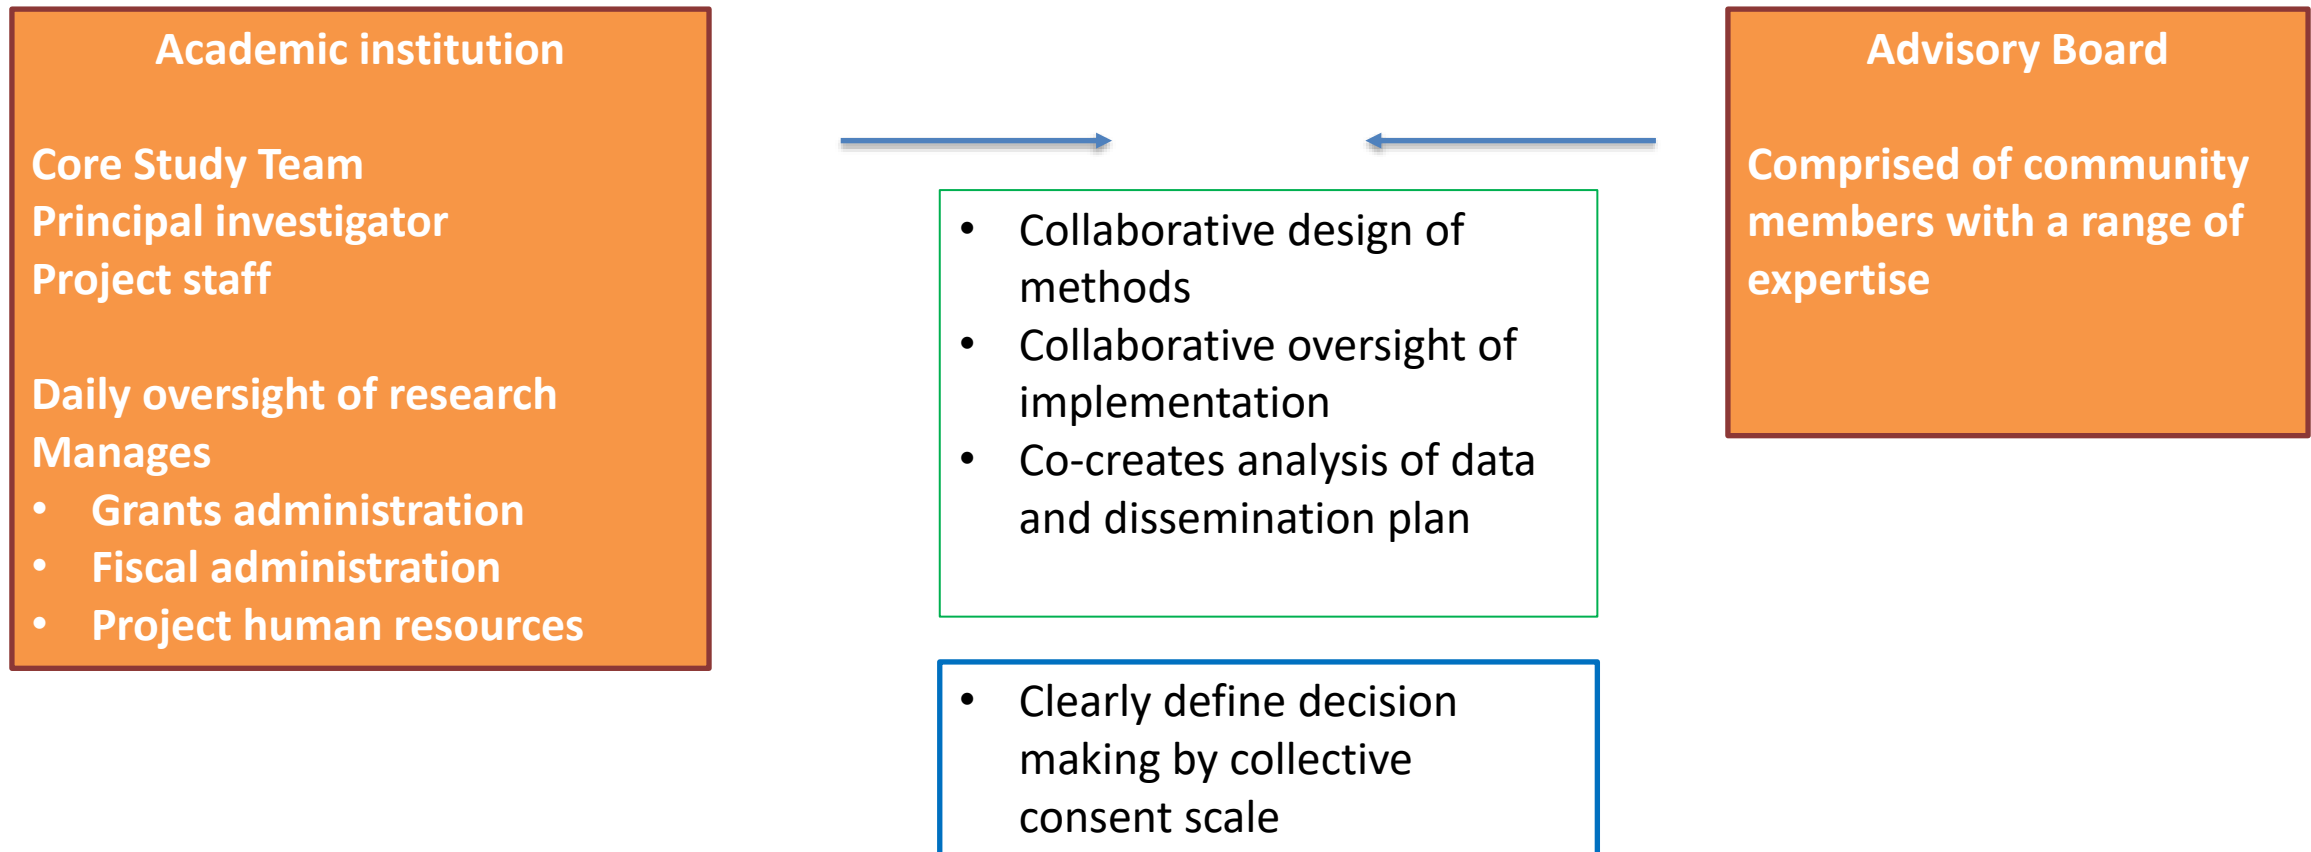 Academic institution
Core Study Team
Principal investigator
Project staff
Daily oversight of research
Manages
• Grants administration
• Fiscal administration
• Project human resources
• Collaborative design of
methods
• Collaborative oversight of
implementation
• Co-creates analysis of data
and dissemination plan
• Clearly define decision
making by collective
consent scale
Advisory Board
Comprised of community
members with a range of
expertise